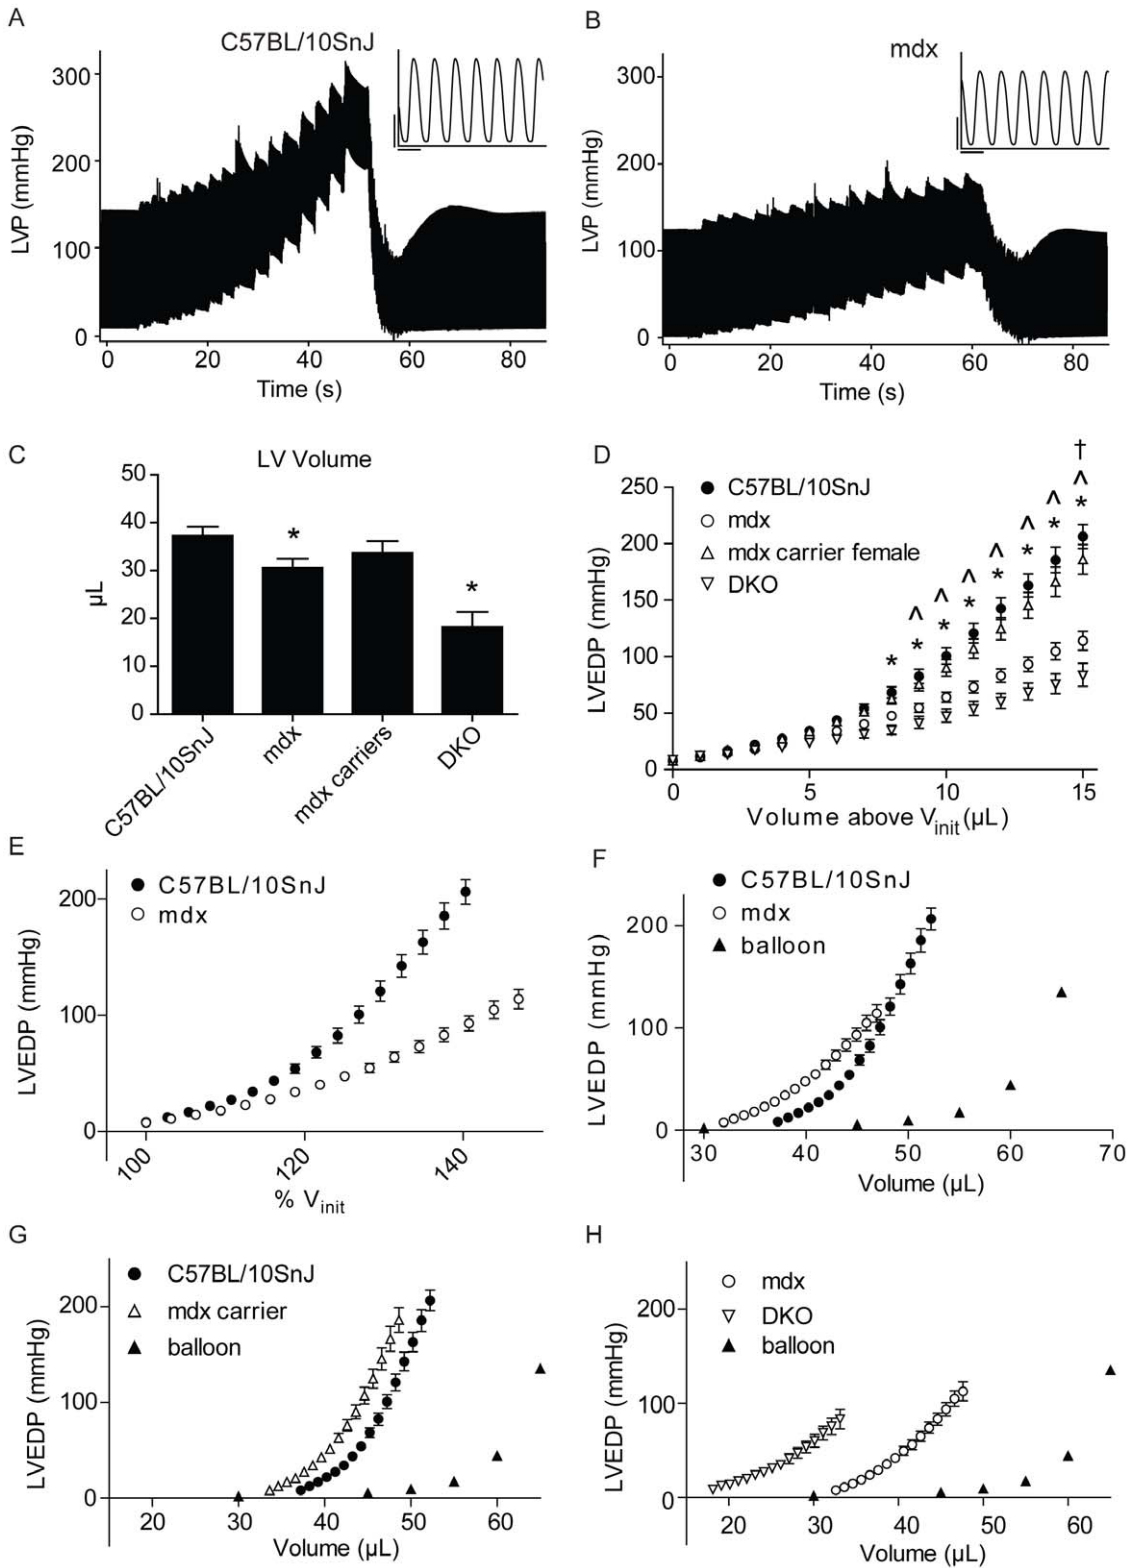 A
C57BL/10SnJ
LVP (mmHg)
300
200
100
0
0 20 40 60 80
Time (s)
B
mdx
LVP (mmHg)
300
200
100
0
0 20 40 60 80
Time (s)
C
LV Volume
µL
50
40
30
20
10
0
C57BL/10SnJ
mdx
mdx carriers
DKO
* *
D
C57BL/10SnJ
mdx
mdx carrier female
DKO
LVEDP (mmHg)
250
200
150
100
50
0
0 5 10 15
Volume above Vinit (µL)
†
^ ^ ^ ^ ^ ^ ^
* * * * * * * *
E
C57BL/10SnJ
mdx
LVEDP (mmHg)
200
100
0
100 120 140
% Vinit
F
C57BL/10SnJ
mdx
balloon
LVEDP (mmHg)
200
100
0
30 40 50 60 70
Volume (µL)
G
C57BL/10SnJ
mdx carrier
balloon
LVEDP (mmHg)
200
100
0
20 30 40 50 60
Volume (µL)
H
mdx
DKO
balloon
LVEDP (mmHg)
200
100
0
20 30 40 50 60
Volume (µL)